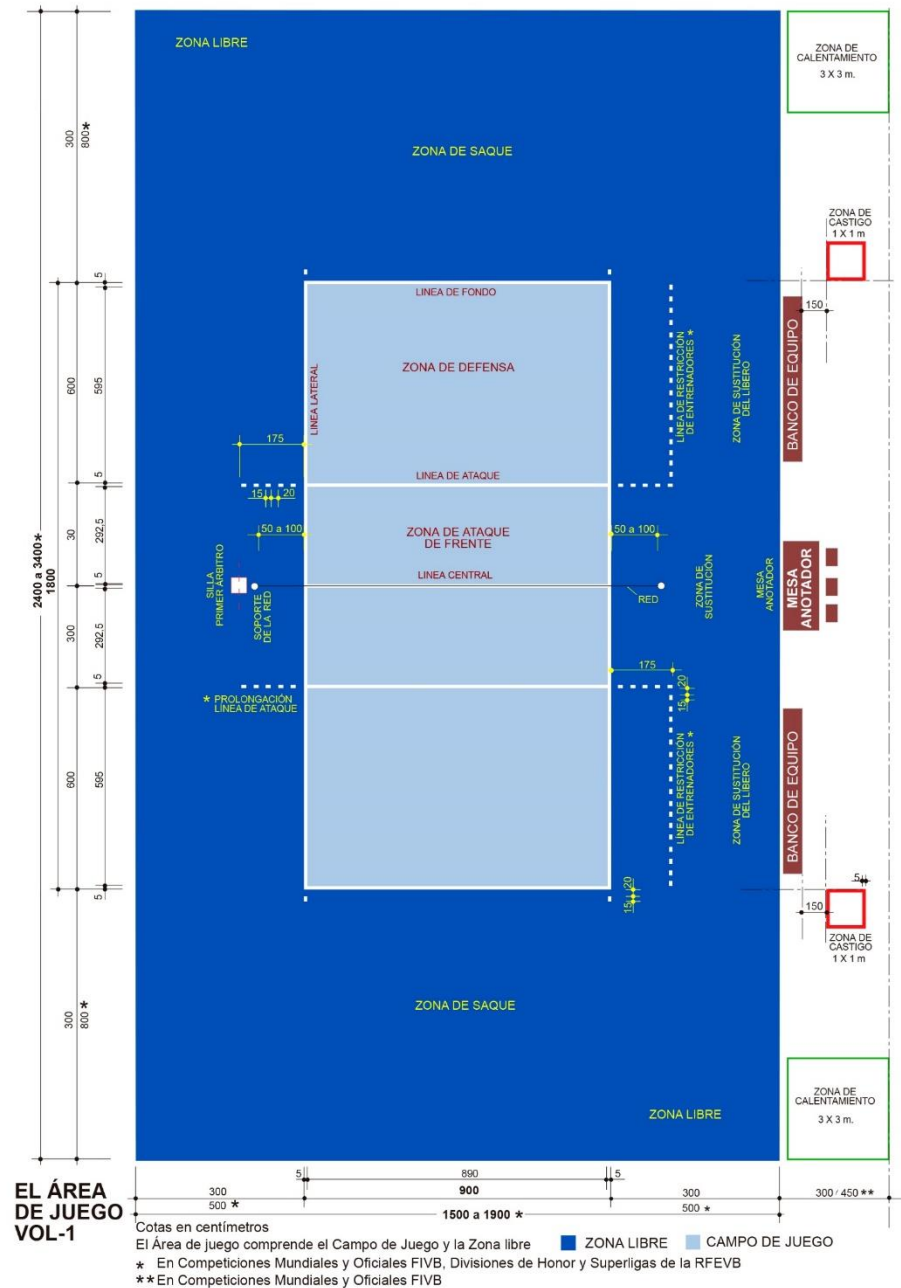 ZONA LIBRE
ZONA DE
CALENTAMIENTO
3 X 3 m.
300
800*
ZONA DE SAQUE
ZONA DE
CASTIGO
1 X 1 m
5
LINEA DE FONDO
150
ZONA DE DEFENSA
LINEA LATERAL
LÍNEA DE RESTRICCIÓN
DE ENTRENADORES *
ZONA DE SUSTITUCIÓN
DEL LÍBERO
BANCO DE EQUIPO
600
595
175
LINEA DE ATAQUE
5
15
20
50 a 100
ZONA DE ATAQUE
DE FRENTE
50 a 100
30
292,5
2400 a 3400*
1800
5
LINEA CENTRAL
SILLA
PRIMER ÁRBITRO
SOPORTE
DE LA RED
RED
ZONA DE
SUSTITUCIÓN
MESA
ANOTADOR
MESA
ANOTADOR
300
292,5
175
5
20
15
* PROLONGACIÓN
LÍNEA DE ATAQUE
LÍNEA DE RESTRICCIÓN
DE ENTRENADORES *
ZONA DE SUSTITUCIÓN
DEL LÍBERO
BANCO DE EQUIPO
600
595
5
20
15
5
150
ZONA DE
CASTIGO
1 X 1 m
ZONA DE SAQUE
300
800*
ZONA DE
CALENTAMIENTO
3 X 3 m.
ZONA LIBRE
5
890
5
300
900
300
300 / 450 **
500 *
1500 a 1900 *
500 *
EL ÁREA
DE JUEGO
VOL-1
Cotas en centímetros
El Área de juego comprende el Campo de Juego y la Zona libre
ZONA LIBRE
CAMPO DE JUEGO
* En Competiciones Mundiales y Oficiales FIVB, Divisiones de Honor y Superligas de la RFEVB
** En Competiciones Mundiales y Oficiales FIVB